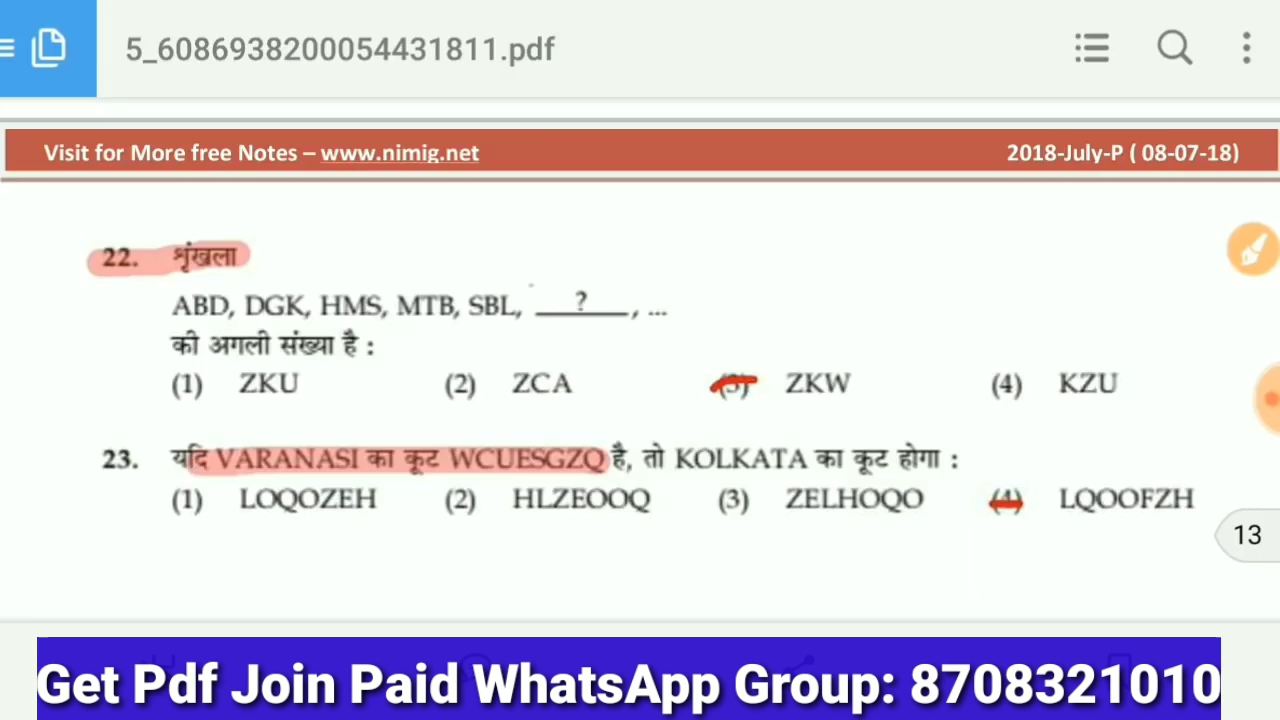 5_6086938200054431811.pdf
Visit for More free Notes – www.nimig.net 2018-July-P ( 08-07-18)
22. शृंखला
ABD, DGK, HMS, MTB, SBL, ? , ...
की अगली संख्या है :
(1) ZKU (2) ZCA (3) ZKW (4) KZU
23. यदि VARANASI का कूट WCUESGZQ है, तो KOLKATA का कूट होगा :
(1) LOQOZEH (2) HLZEOOQ (3) ZELHOQO (4) LQOOFZH
13
Get Pdf Join Paid WhatsApp Group: 8708321010